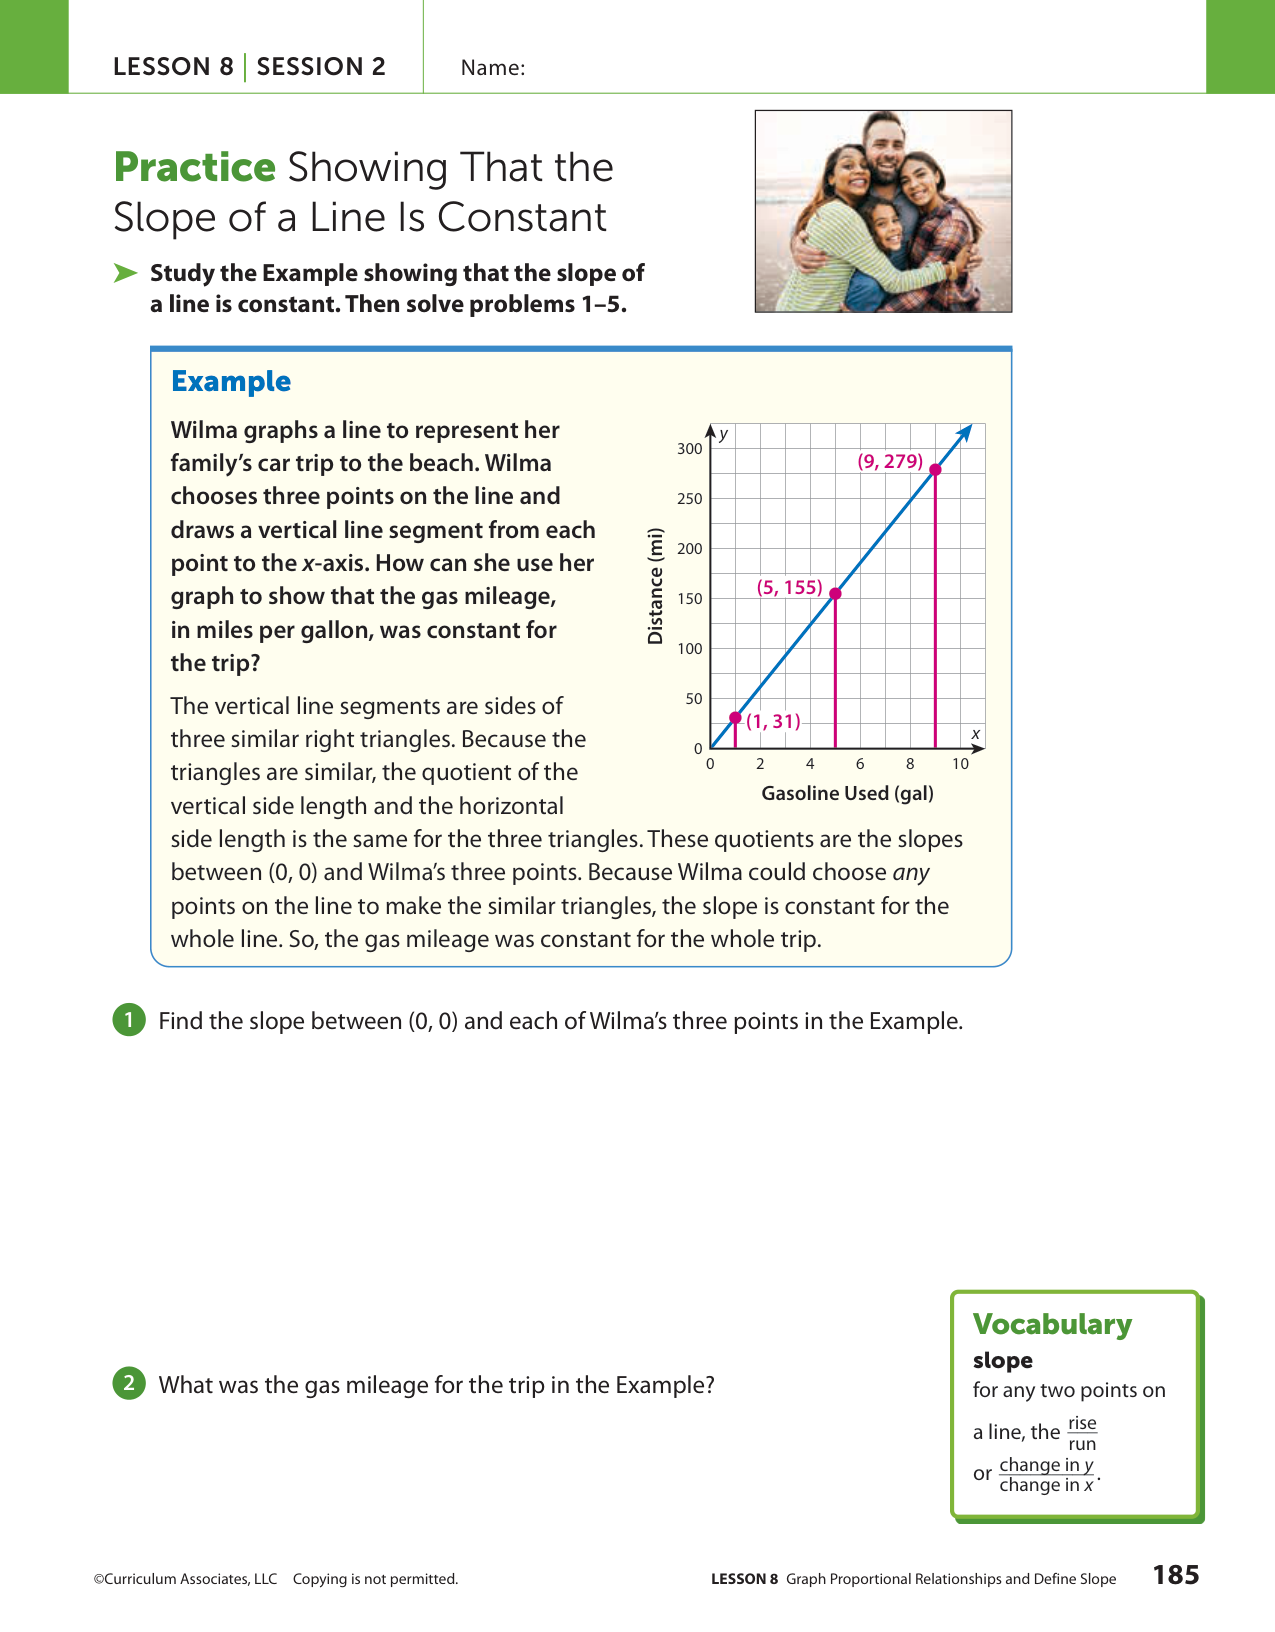 LESSON 8 | SESSION 2 Name:
Practice Showing That the
Slope of a Line Is Constant
Study the Example showing that the slope of
a line is constant. Then solve problems 1–5.
Example
Wilma graphs a line to represent her
family’s car trip to the beach. Wilma
chooses three points on the line and
draws a vertical line segment from each
point to the x-axis. How can she use her
graph to show that the gas mileage,
in miles per gallon, was constant for
the trip?
The vertical line segments are sides of
three similar right triangles. Because the
triangles are similar, the quotient of the
vertical side length and the horizontal
side length is the same for the three triangles. These quotients are the slopes
between (0, 0) and Wilma’s three points. Because Wilma could choose any
points on the line to make the similar triangles, the slope is constant for the
whole line. So, the gas mileage was constant for the whole trip.
y
300
(9, 279)
250
200
(5, 155)
150
100
50
(1, 31)
0
x
0 2 4 6 8 10
Distance (mi)
Gasoline Used (gal)
1 Find the slope between (0, 0) and each of Wilma’s three points in the Example.
2 What was the gas mileage for the trip in the Example?
Vocabulary
slope
for any two points on
a line, the rise/run
or change in y/change in x.
©Curriculum Associates, LLC Copying is not permitted.
LESSON 8 Graph Proportional Relationships and Define Slope 185